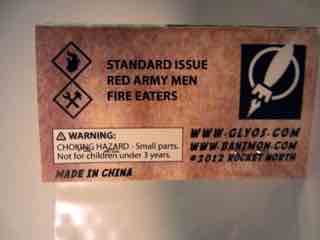 STANDARD ISSUE
RED ARMY MEN
FIRE EATERS
⚠ WARNING:
CHOKING HAZARD - Small parts.
Not for children under 3 years.
MADE IN CHINA
WWW.GLYOS.COM
WWW.BANIMON.COM
©2012 ROCKET NORTH